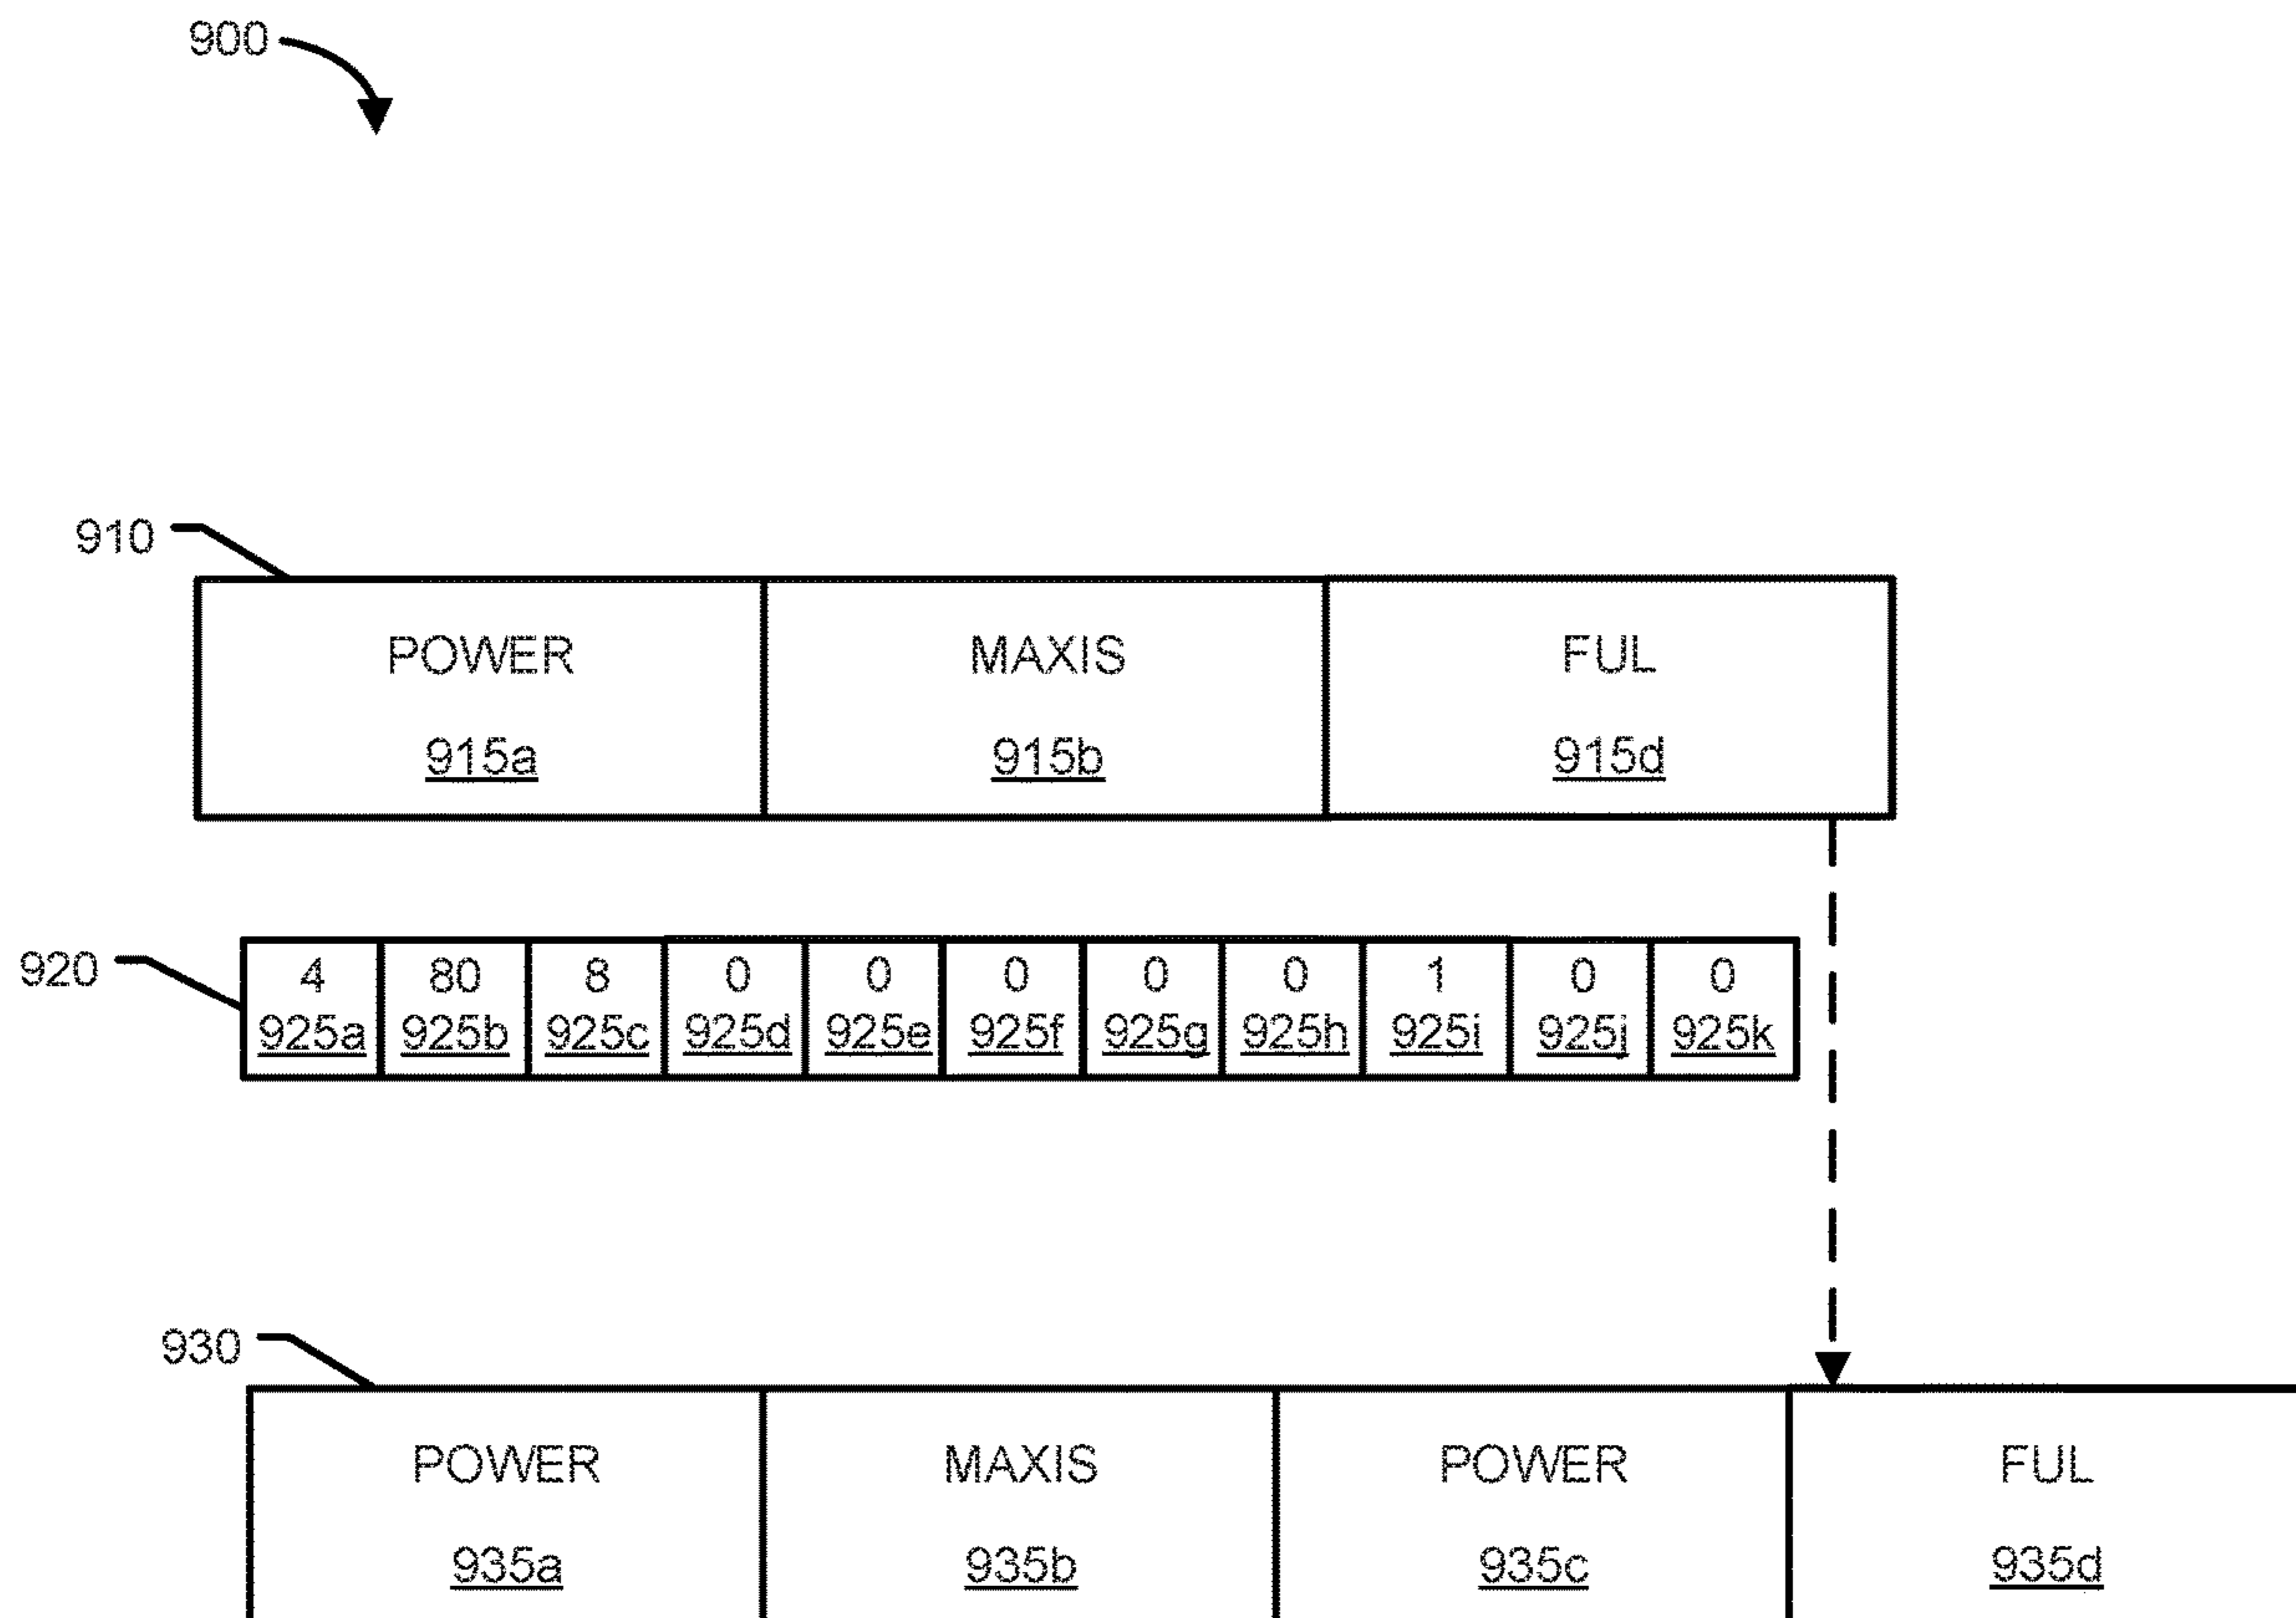 900
910
POWER MAXIS FUL
915a 915b 915d
920
4 80 8 0 0 0 0 0 1 0 0
925a 925b 925c 925d 925e 925f 925g 925h 925i 925j 925k
930
POWER MAXIS POWER FUL
935a 935b 935c 935d